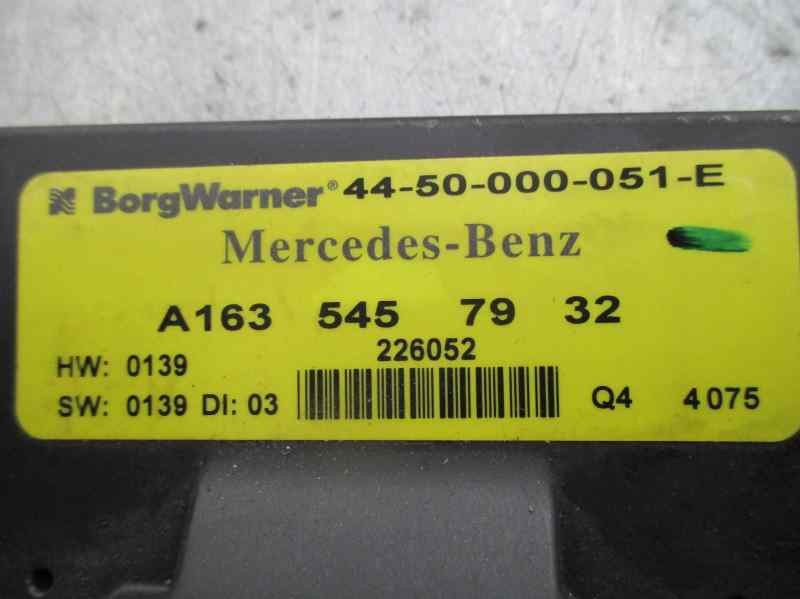 BorgWarner® 44-50-000-051-E
Mercedes-Benz
A163 545 79 32
226052
HW: 0139
SW: 0139 DI: 03
Q4 4075